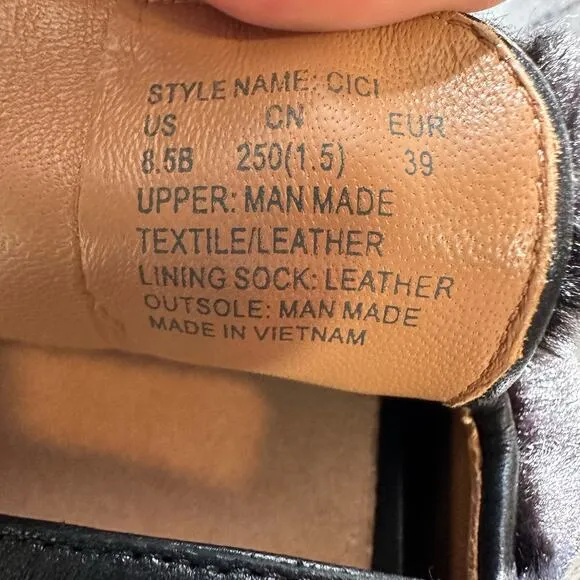 STYLE NAME: CICI
US CN EUR
8.5B 250(1.5) 39
UPPER: MAN MADE
TEXTILE/LEATHER
LINING SOCK: LEATHER
OUTSOLE: MAN MADE
MADE IN VIETNAM